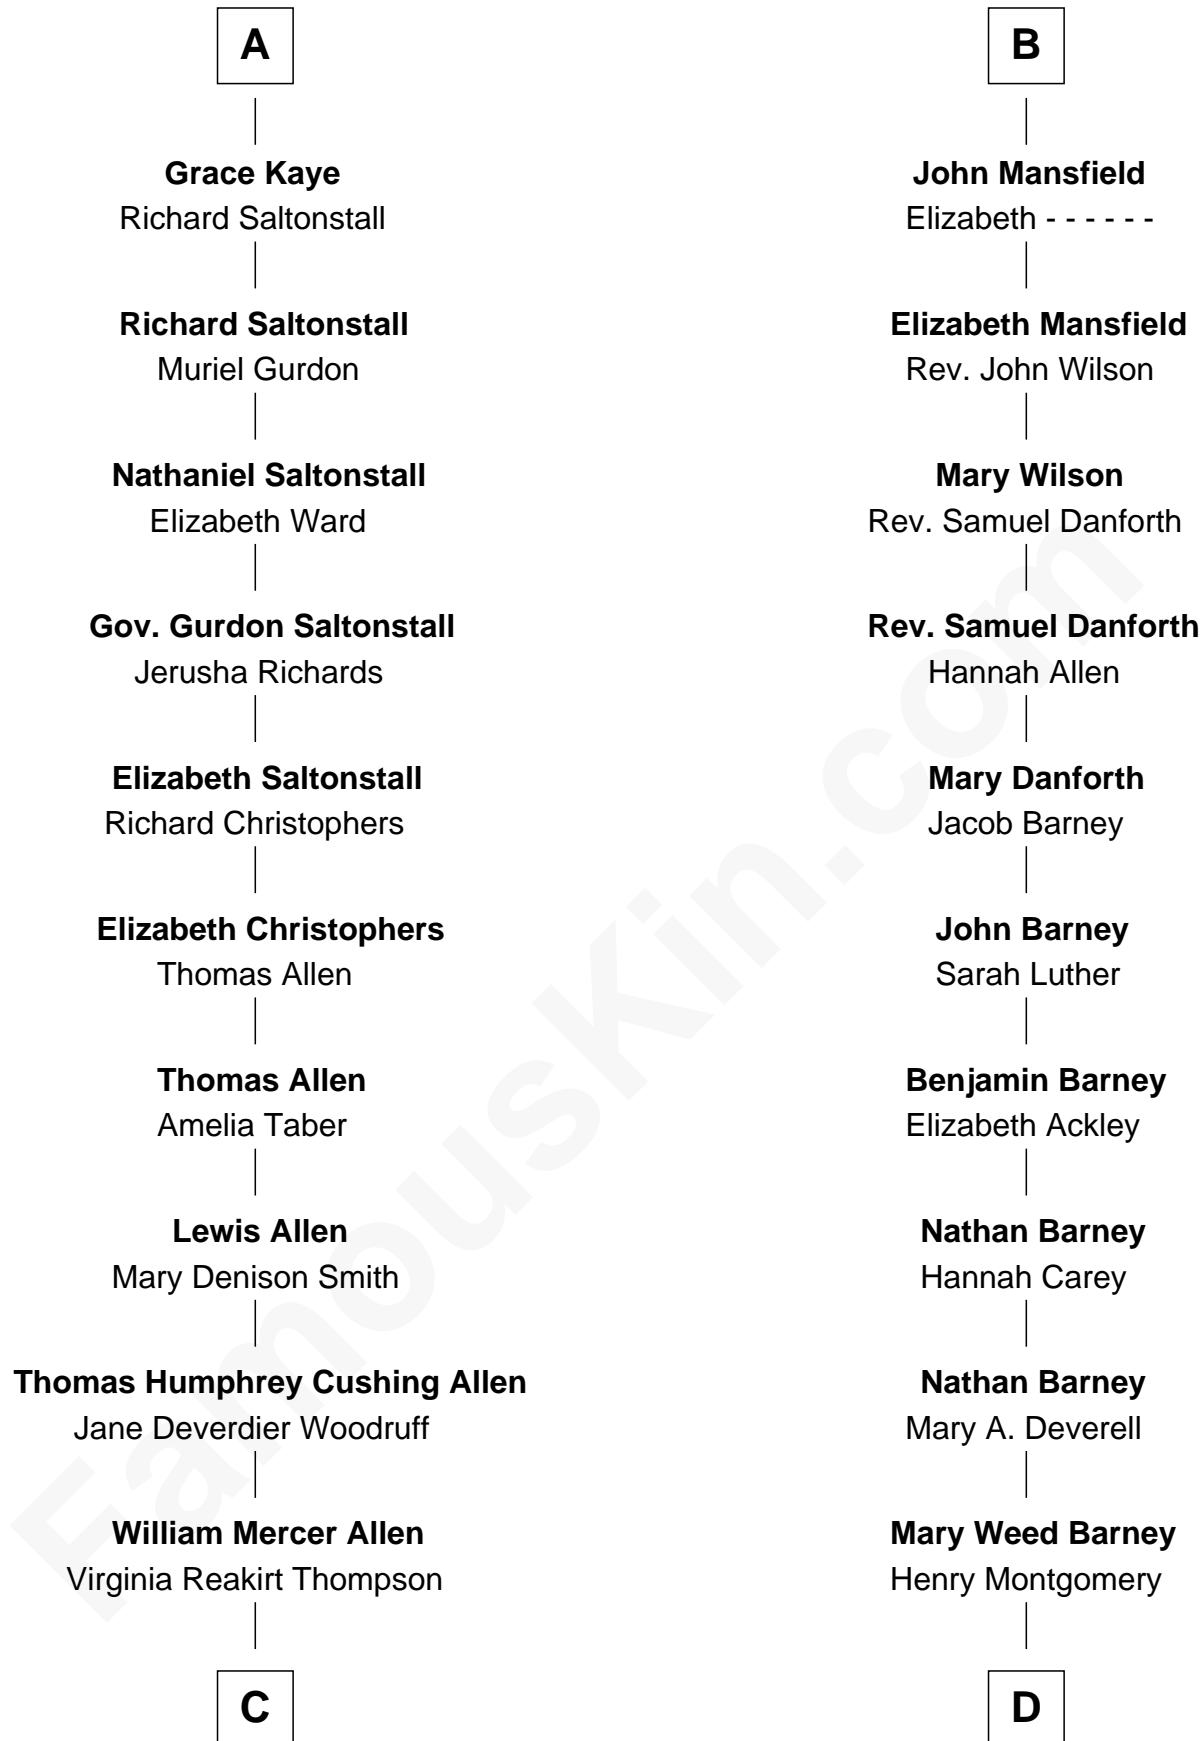 A
Grace Kaye
Richard Saltonstall
Richard Saltonstall
Muriel Gurdon
Nathaniel Saltonstall
Elizabeth Ward
Gov. Gurdon Saltonstall
Jerusha Richards
Elizabeth Saltonstall
Richard Christophers
Elizabeth Christophers
Thomas Allen
Thomas Allen
Amelia Taber
Lewis Allen
Mary Denison Smith
Thomas Humphrey Cushing Allen
Jane Deverdier Woodruff
William Mercer Allen
Virginia Reakirt Thompson
C
B
John Mansfield
Elizabeth - - - - - -
Elizabeth Mansfield
Rev. John Wilson
Mary Wilson
Rev. Samuel Danforth
Rev. Samuel Danforth
Hannah Allen
Mary Danforth
Jacob Barney
John Barney
Sarah Luther
Benjamin Barney
Elizabeth Ackley
Nathan Barney
Hannah Carey
Nathan Barney
Mary A. Deverell
Mary Weed Barney
Henry Montgomery
D
FamousKin.com